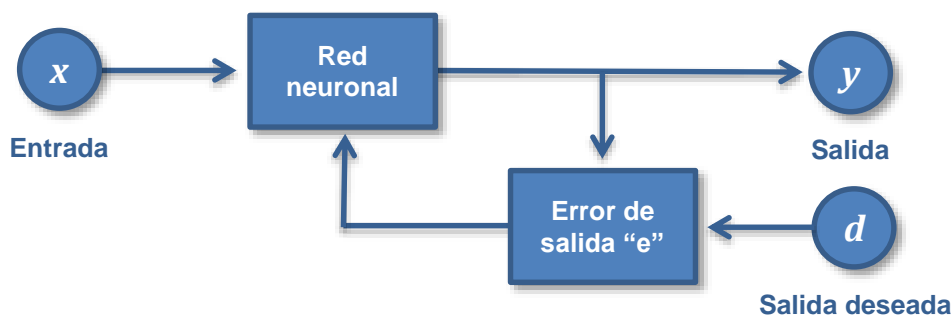 x
Red
neuronal
y
Entrada
Salida
Error de
salida “e”
d
Salida deseada